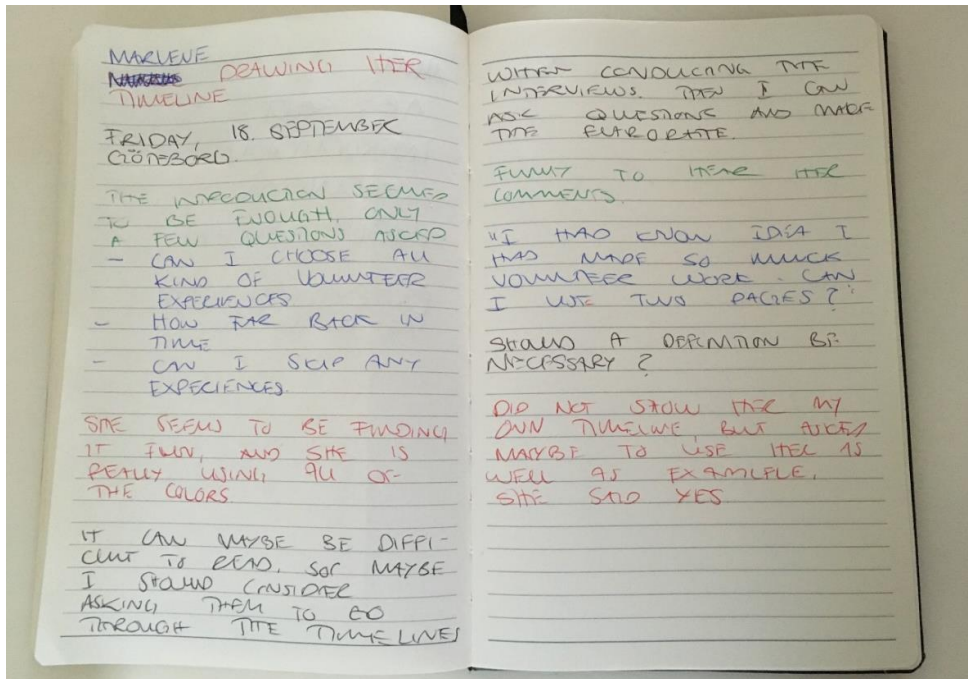 MARLENE
DRAWING HER
TIMELINE
FRIDAY, 18. SEPTEMBER
GÖTEBORG.
THE INTRODUCTION SEEMED
TO BE ENOUGH, ONLY
A FEW QUESTIONS ASKED
- CAN I CHOOSE ALL
KIND OF VOLUNTEER
EXPERIENCES
- HOW FAR BACK IN
TIME
- CAN I SKIP ANY
EXPECIENCES.
SHE SEEMS TO BE FINDING
IT FUN, AND SHE IS
REALLY USING ALL OF
THE COLORS.
IT CAN MAYBE BE DIFFI-
CULT TO READ, SO MAYBE
I SHOULD CONSIDER
ASKING THEM TO GO
THROUGH THE TIMELINES
WHEN CONDUCTING THE
INTERVIEWS. THEN I CAN
ASK QUESTIONS AND MAKE
THE ELABORATE.
FUNNY TO HEAR HER
COMMENTS.
"I HAD KNOW IDEA I
HAD MADE SO MUCH
VOLUNTEER WORK. CAN
I USE TWO PAGES?"
SHOULD A DEFINITION BE
NECESSARY?
DID NOT SHOW HER MY
OWN TIMELINE, BUT ASKED
MAYBE TO USE HER AS
WELL AS EXAMPLE.
SHE SAID YES